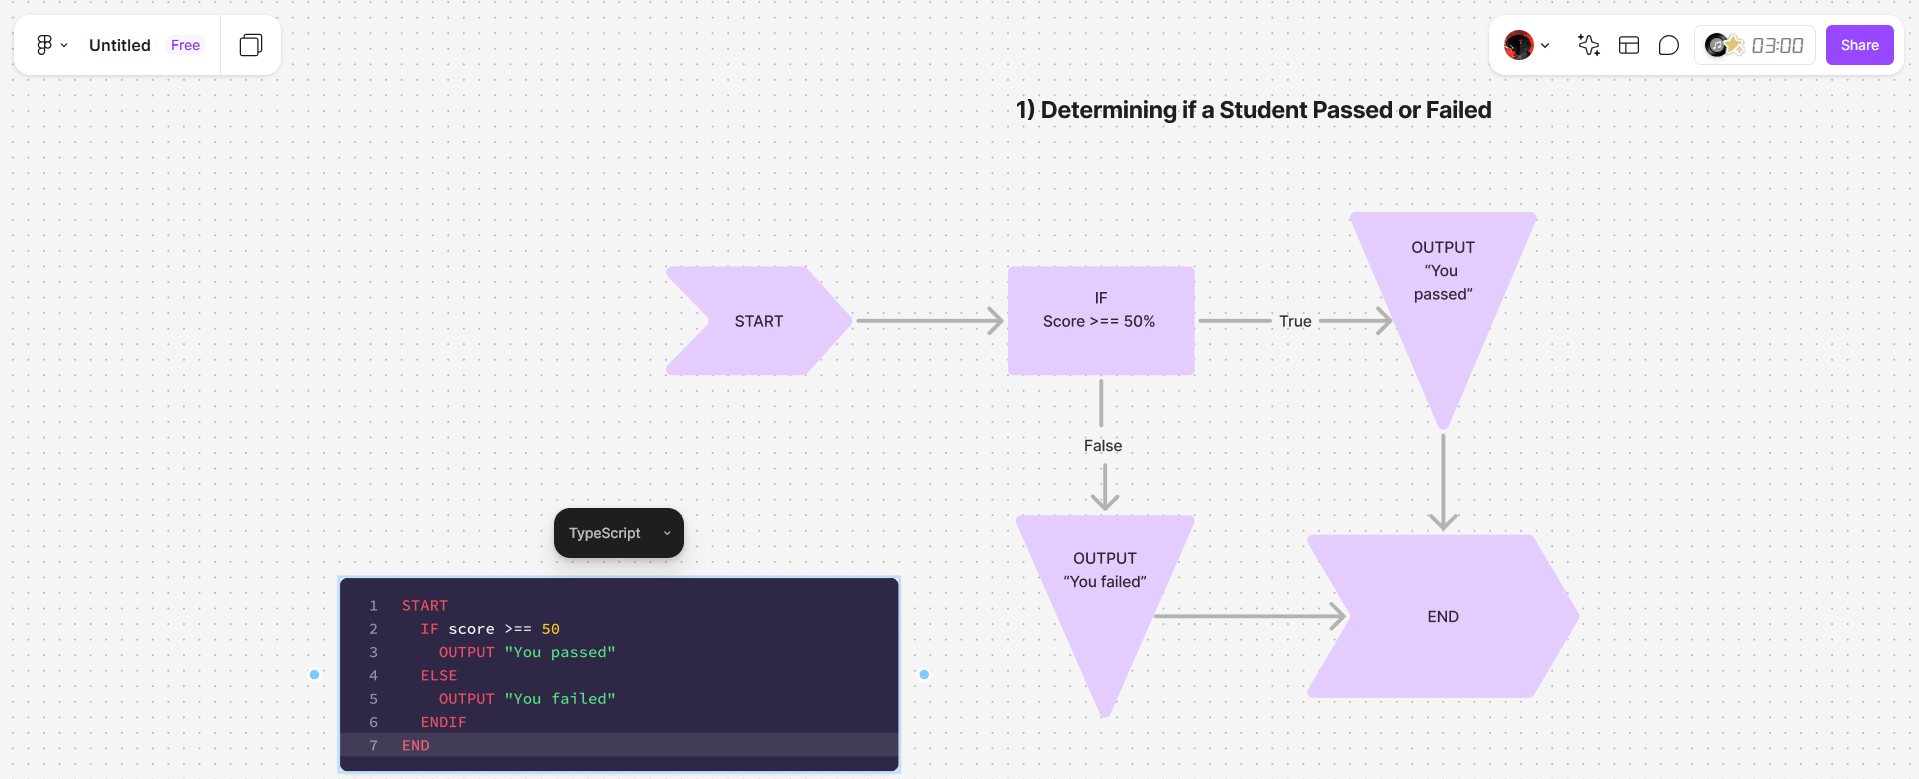 Untitled Free
03:00
Share
1) Determining if a Student Passed or Failed
START
IF
Score >== 50%
True
OUTPUT
“You
passed”
False
OUTPUT
“You failed”
END
TypeScript
1 START
2 IF score >== 50
3 OUTPUT "You passed"
4 ELSE
5 OUTPUT "You failed"
6 ENDIF
7 END